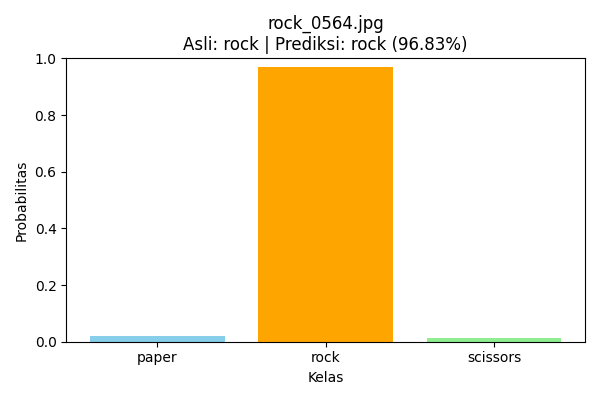 rock_0564.jpg
Asli: rock | Prediksi: rock (96.83%)
1.0
0.8
0.6
0.4
0.2
0.0
Probabilitas
paper rock scissors
Kelas